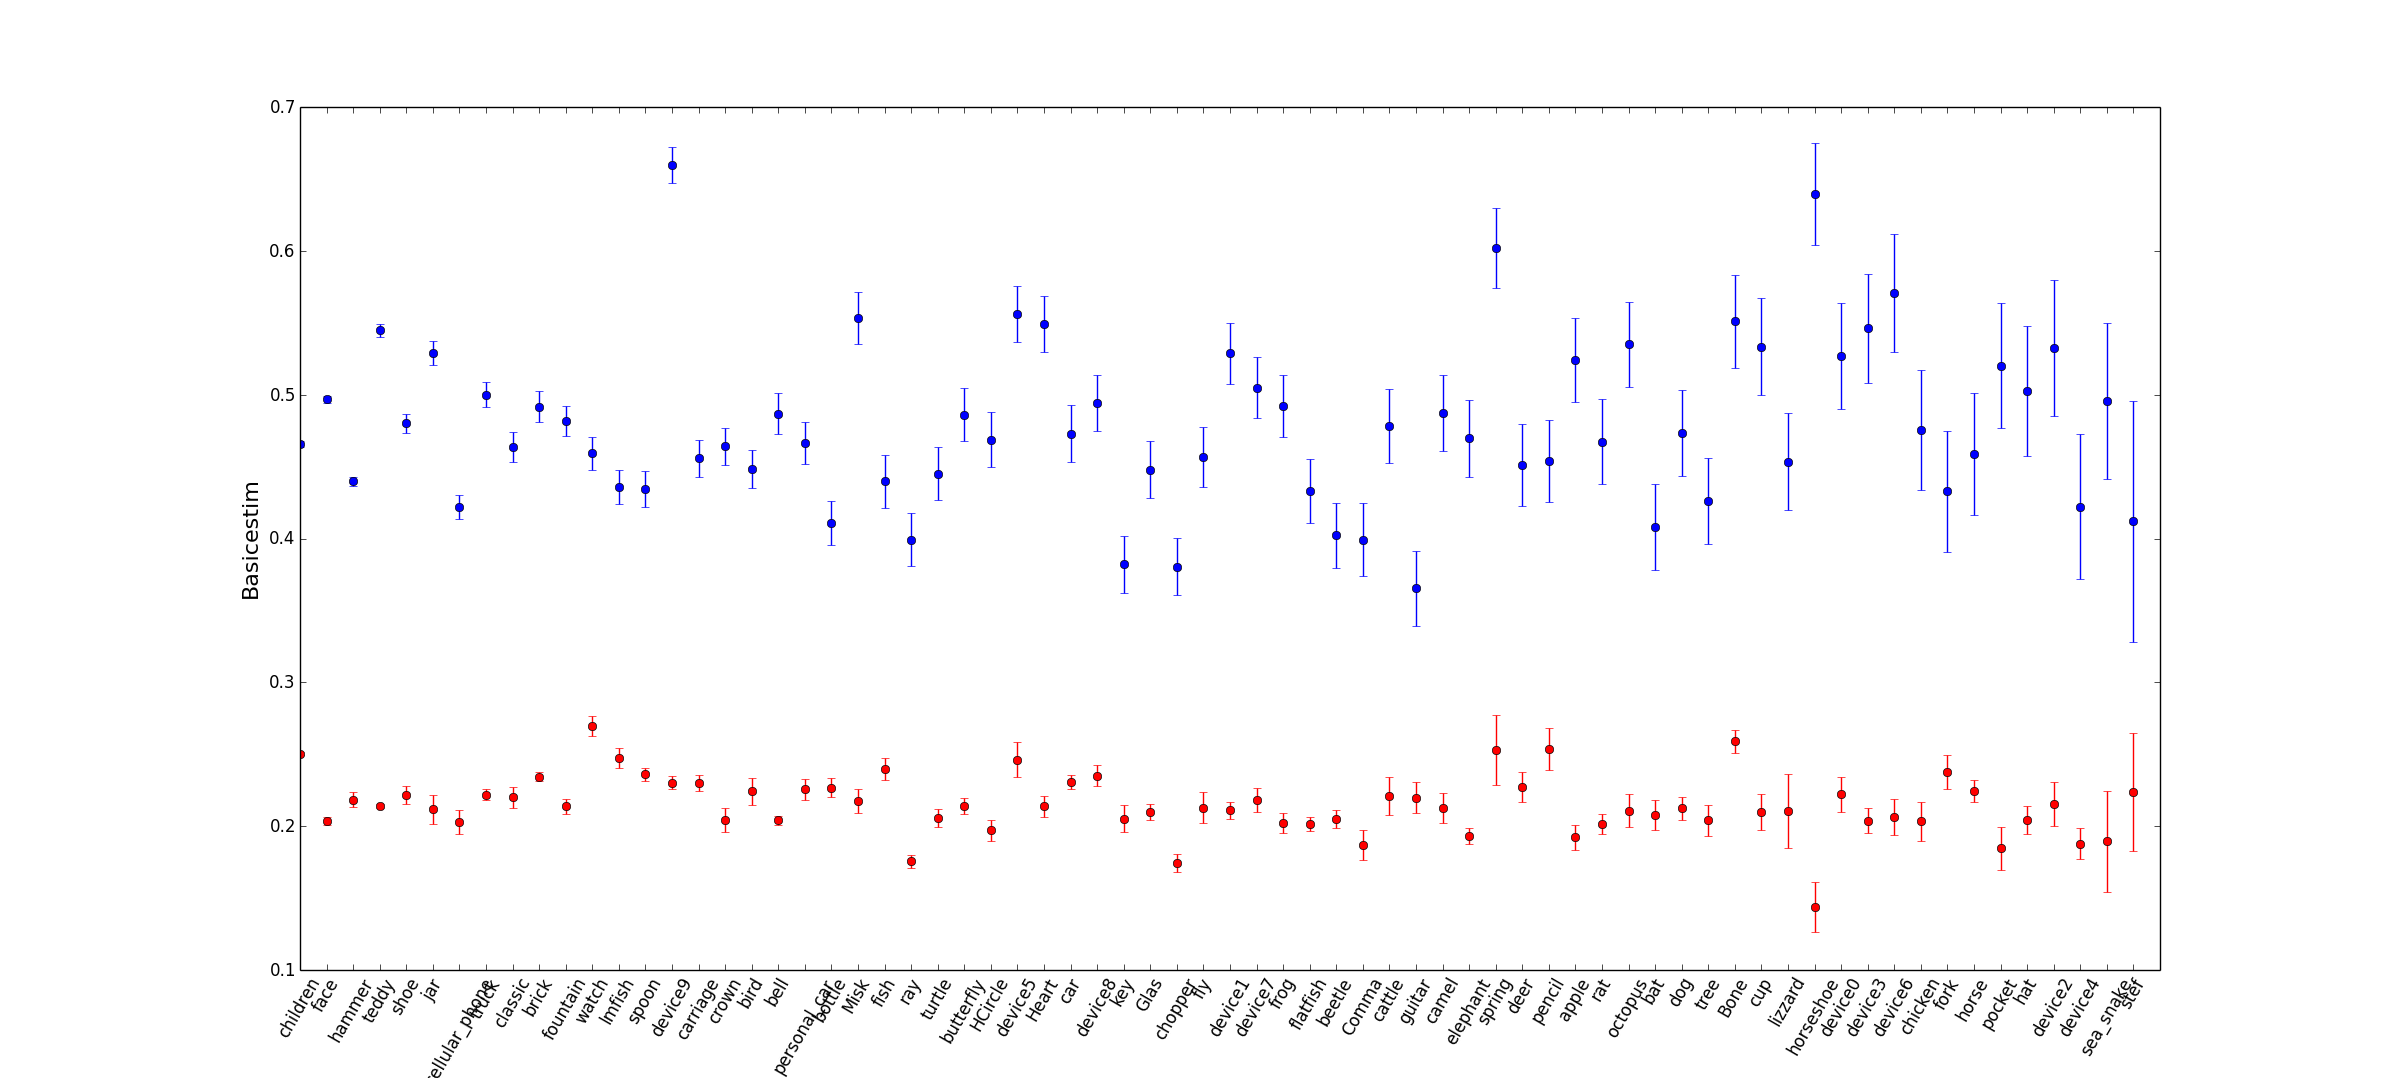 0.7
0.6
0.5
0.4
0.3
0.2
0.1
Basicestim
children
face
hammer
teddy
shoe
jar
cellular_phone
truck
classic
brick
fountain
watch
lmfish
spoon
device9
carriage
crown
bird
bell
personal_car
bottle
Misk
fish
ray
turtle
butterfly
HCircle
device5
Heart
car
device8
key
Glas
chopper
fly
device1
device7
frog
flatfish
beetle
Comma
cattle
guitar
camel
elephant
spring
deer
pencil
apple
rat
octopus
bat
dog
tree
Bone
cup
lizzard
horseshoe
device0
device3
device6
chicken
fork
horse
pocket
hat
device2
device4
sea_snake
stef